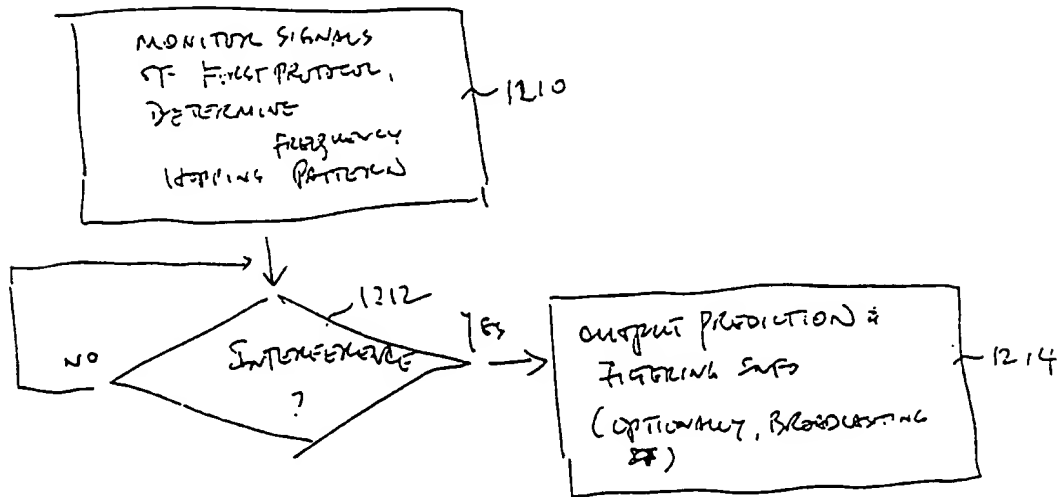 MONITOR SIGNALS
OF FIRST PROTOCOL,
DETERMINE
FREQUENCY
HOPPING PATTERN
1210
1212
INTERFERENCE
?
NO
YES
OUTPUT PREDICTION &
FILTERING INFO
(OPTIONALLY, BROADCASTING
)
1214